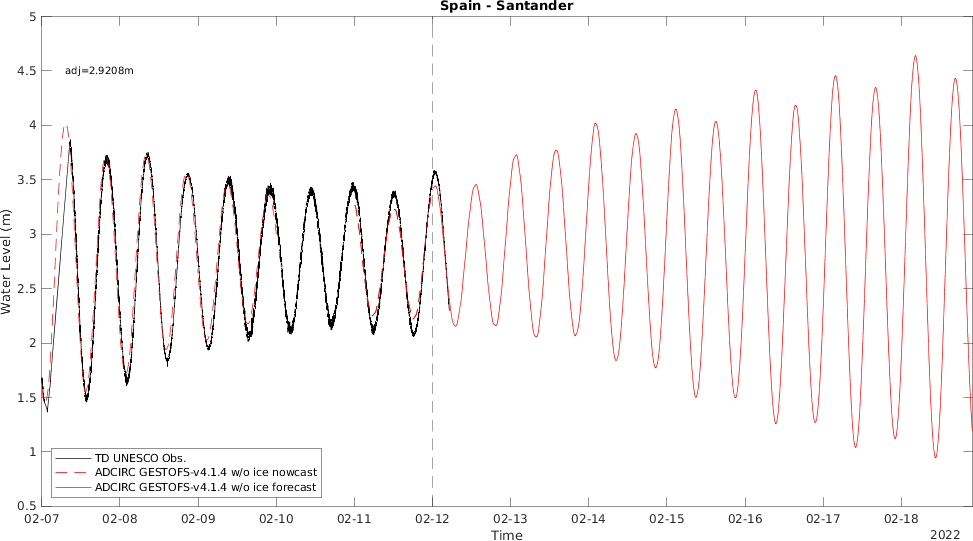 Spain - Santander
adj=2.9208m
5
4.5
4
3.5
3
2.5
2
1.5
1
0.5
Water Level (m)
TD UNESCO Obs.
ADCIRC GESTOFS-v4.1.4 w/o ice nowcast
ADCIRC GESTOFS-v4.1.4 w/o ice forecast
02-07 02-08 02-09 02-10 02-11 02-12 02-13 02-14 02-15 02-16 02-17 02-18
Time
2022